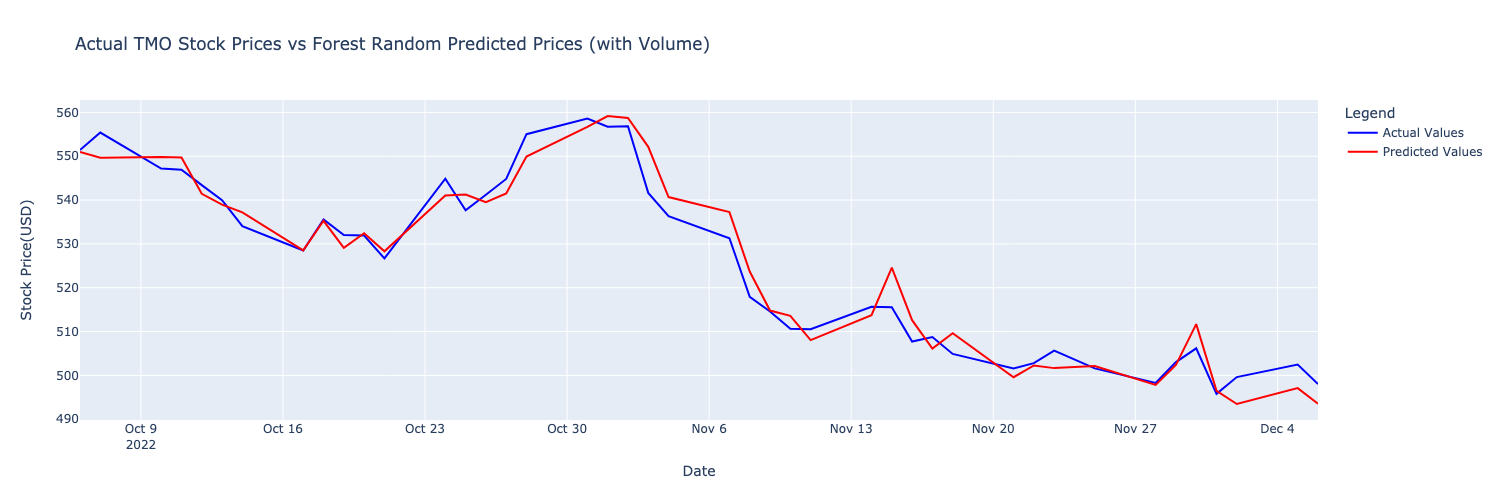 Actual TMO Stock Prices vs Forest Random Predicted Prices (with Volume)
Legend
Actual Values
Predicted Values
Stock Price(USD)
560
550
540
530
520
510
500
490
Oct 9
2022
Oct 16
Oct 23
Oct 30
Nov 6
Nov 13
Nov 20
Nov 27
Dec 4
Date